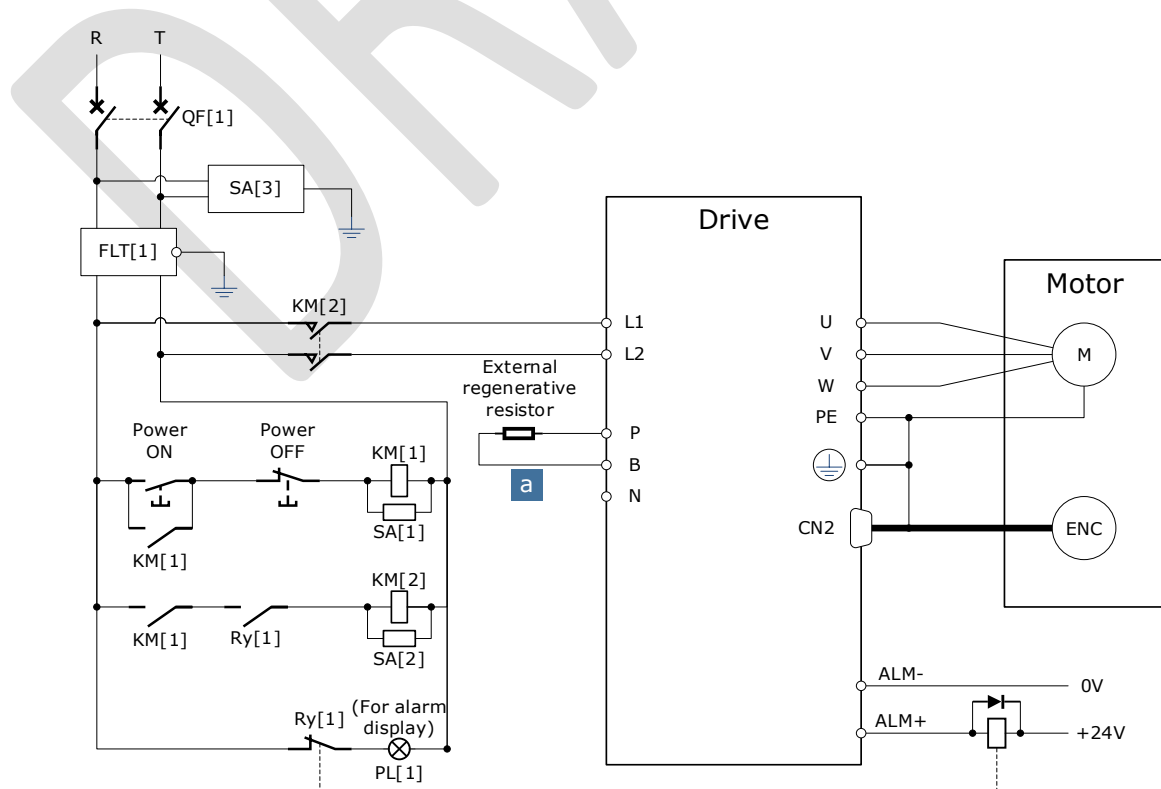 R
T
QF[1]
SA[3]
FLT[1]
KM[2]
Drive
Motor
L1
L2
U
V
W
PE
M
External
regenerative
resistor
P
B
N
a
CN2
ENC
Power
ON
Power
OFF
KM[1]
SA[1]
KM[1]
KM[2]
KM[1]
Ry[1]
SA[2]
Ry[1]
(For alarm
display)
PL[1]
ALM-
0V
ALM+
+24V